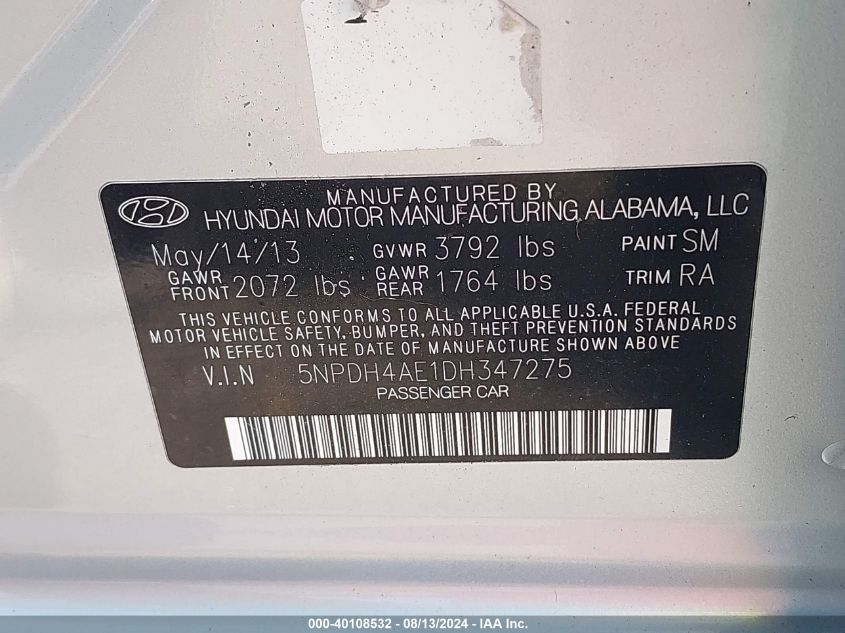 MANUFACTURED BY
HYUNDAI MOTOR MANUFACTURING ALABAMA, LLC
May/14/13 GVWR 3792 lbs PAINT SM
GAWR FRONT 2072 lbs GAWR REAR 1764 lbs TRIM RA
THIS VEHICLE CONFORMS TO ALL APPLICABLE U.S.A. FEDERAL
MOTOR VEHICLE SAFETY, BUMPER, AND THEFT PREVENTION STANDARDS
IN EFFECT ON THE DATE OF MANUFACTURE SHOWN ABOVE.
V.I.N 5NPDH4AE1DH347275
PASSENGER CAR
000-40108532 - 08/13/2024 - IAA Inc.